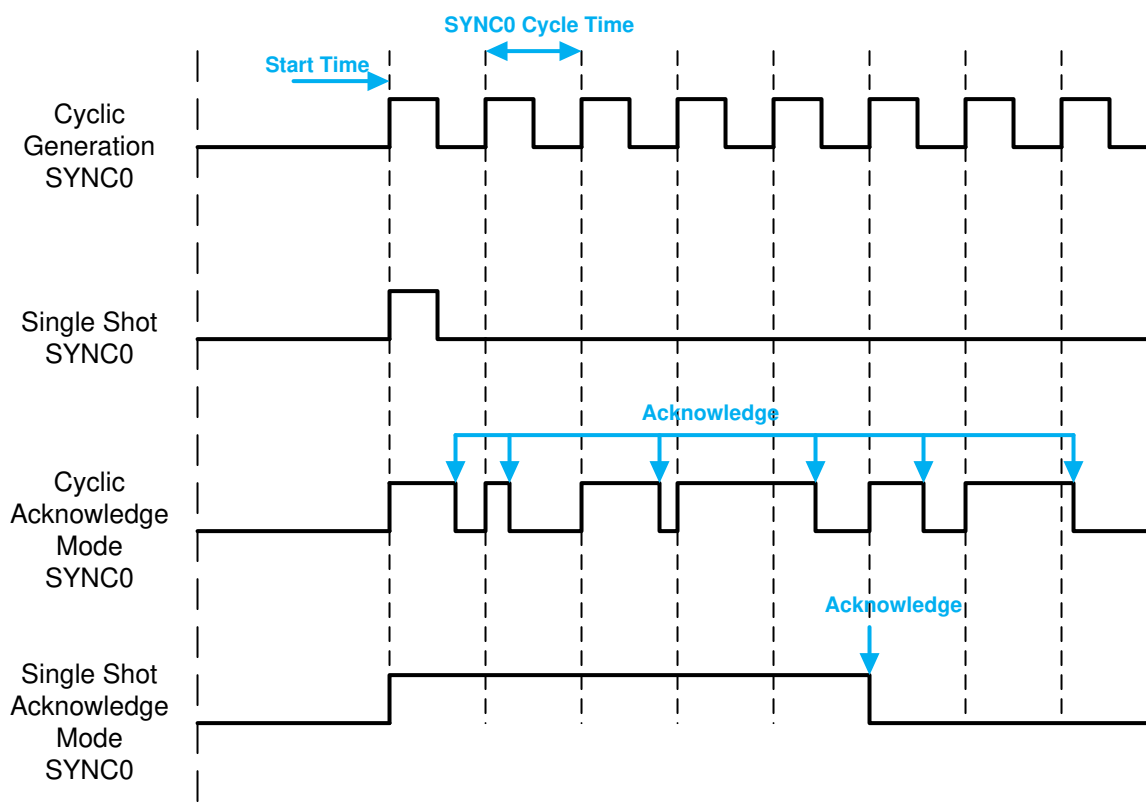 SYNC0 Cycle Time
Start Time
Cyclic
Generation
SYNC0
Single Shot
SYNC0
Acknowledge
Cyclic
Acknowledge
Mode
SYNC0
Acknowledge
Single Shot
Acknowledge
Mode
SYNC0